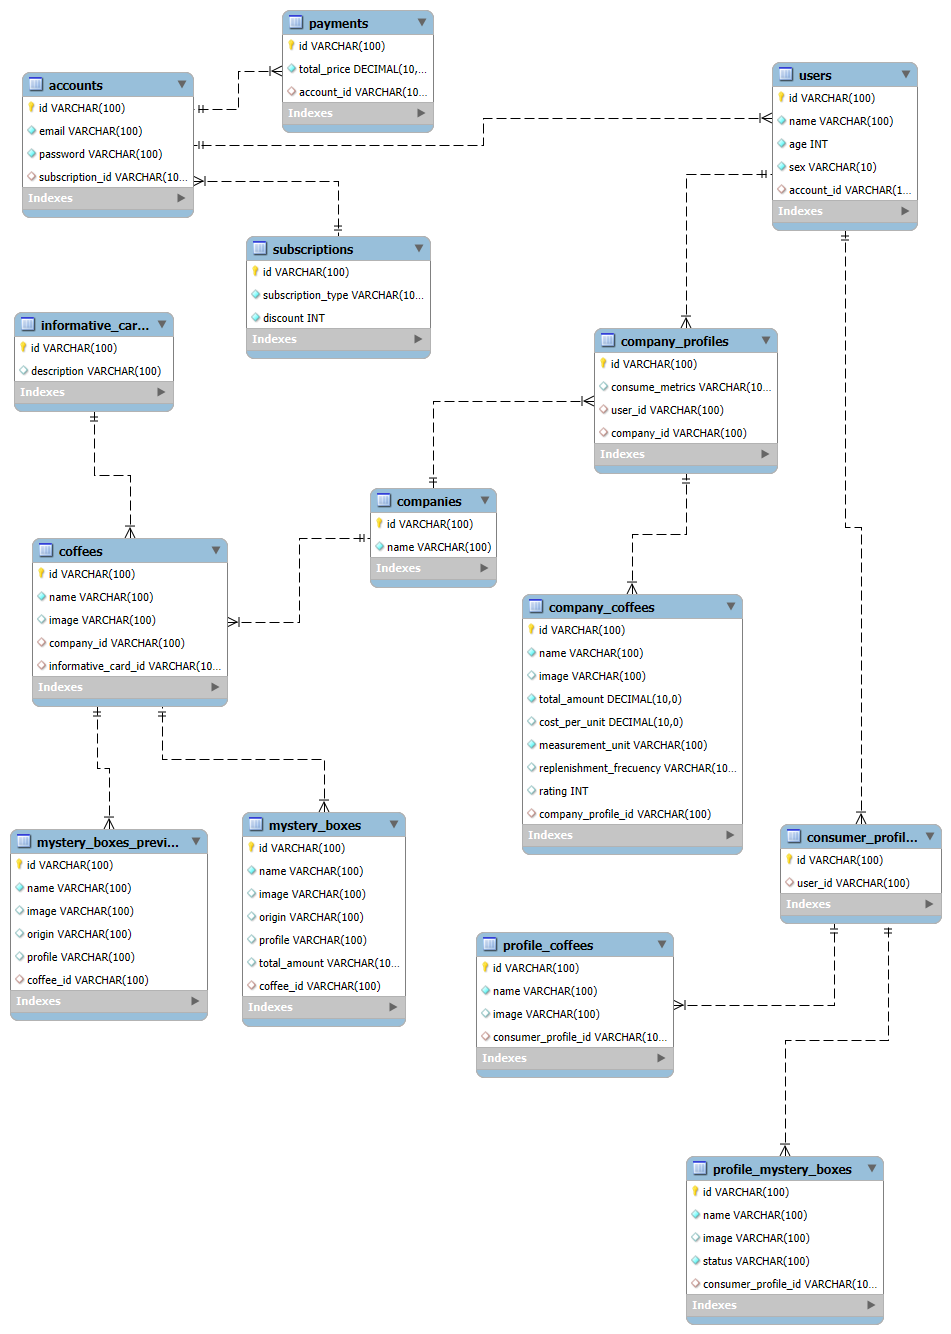 payments
id VARCHAR(100)
total_price DECIMAL(10,...
account_id VARCHAR(10...
Indexes
accounts
id VARCHAR(100)
email VARCHAR(100)
password VARCHAR(100)
subscription_id VARCHAR(10...
Indexes
users
id VARCHAR(100)
name VARCHAR(100)
age INT
sex VARCHAR(10)
account_id VARCHAR(1...
Indexes
subscriptions
id VARCHAR(100)
subscription_type VARCHAR(10...
discount INT
Indexes
informative_car...
id VARCHAR(100)
description VARCHAR(100)
Indexes
company_profiles
id VARCHAR(100)
consume_metrics VARCHAR(10...
user_id VARCHAR(100)
company_id VARCHAR(100)
Indexes
companies
id VARCHAR(100)
name VARCHAR(100)
Indexes
coffees
id VARCHAR(100)
name VARCHAR(100)
image VARCHAR(100)
company_id VARCHAR(100)
informative_card_id VARCHAR(10...
Indexes
company_coffees
id VARCHAR(100)
name VARCHAR(100)
image VARCHAR(100)
total_amount DECIMAL(10,0)
cost_per_unit DECIMAL(10,0)
measurement_unit VARCHAR(100)
replenishment_frecuency VARCHAR(10...
rating INT
company_profile_id VARCHAR(100)
Indexes
mystery_boxes_previ...
id VARCHAR(100)
name VARCHAR(100)
image VARCHAR(100)
origin VARCHAR(100)
profile VARCHAR(100)
coffee_id VARCHAR(100)
Indexes
mystery_boxes
id VARCHAR(100)
name VARCHAR(100)
image VARCHAR(100)
origin VARCHAR(100)
profile VARCHAR(100)
total_amount VARCHAR(10...
coffee_id VARCHAR(100)
Indexes
consumer_profil...
id VARCHAR(100)
user_id VARCHAR(100)
Indexes
profile_coffees
id VARCHAR(100)
name VARCHAR(100)
image VARCHAR(100)
consumer_profile_id VARCHAR(10...
Indexes
profile_mystery_boxes
id VARCHAR(100)
name VARCHAR(100)
image VARCHAR(100)
status VARCHAR(100)
consumer_profile_id VARCHAR(10...
Indexes